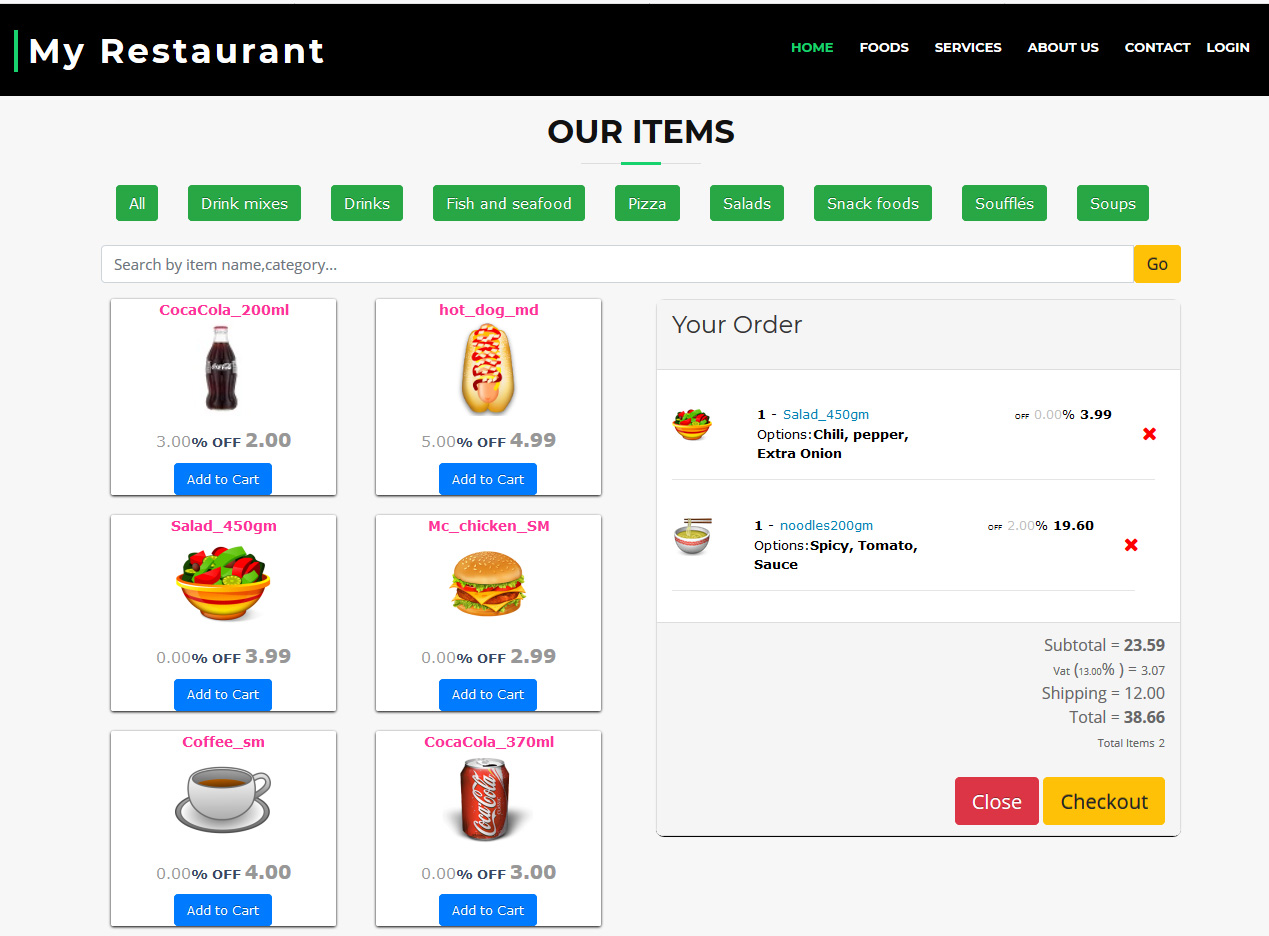 My Restaurant
HOME FOODS SERVICES ABOUT US CONTACT LOGIN
OUR ITEMS
All Drink mixes Drinks Fish and seafood Pizza Salads Snack foods Soufflés Soups
Search by item name,category... Go
CocaCola_200ml
3.00% OFF 2.00
Add to Cart
hot_dog_md
5.00% OFF 4.99
Add to Cart
Salad_450gm
0.00% OFF 3.99
Add to Cart
Mc_chicken_SM
0.00% OFF 2.99
Add to Cart
Coffee_sm
0.00% OFF 4.00
Add to Cart
CocaCola_370ml
Coca-Cola
0.00% OFF 3.00
Add to Cart
Your Order
1 - Salad_450gm OFF 0.00% 3.99
Options:Chili, pepper,
Extra Onion
1 - noodles200gm OFF 2.00% 19.60
Options:Spicy, Tomato,
Sauce
Subtotal = 23.59
Vat (13.00% ) = 3.07
Shipping = 12.00
Total = 38.66
Total Items 2
Close Checkout